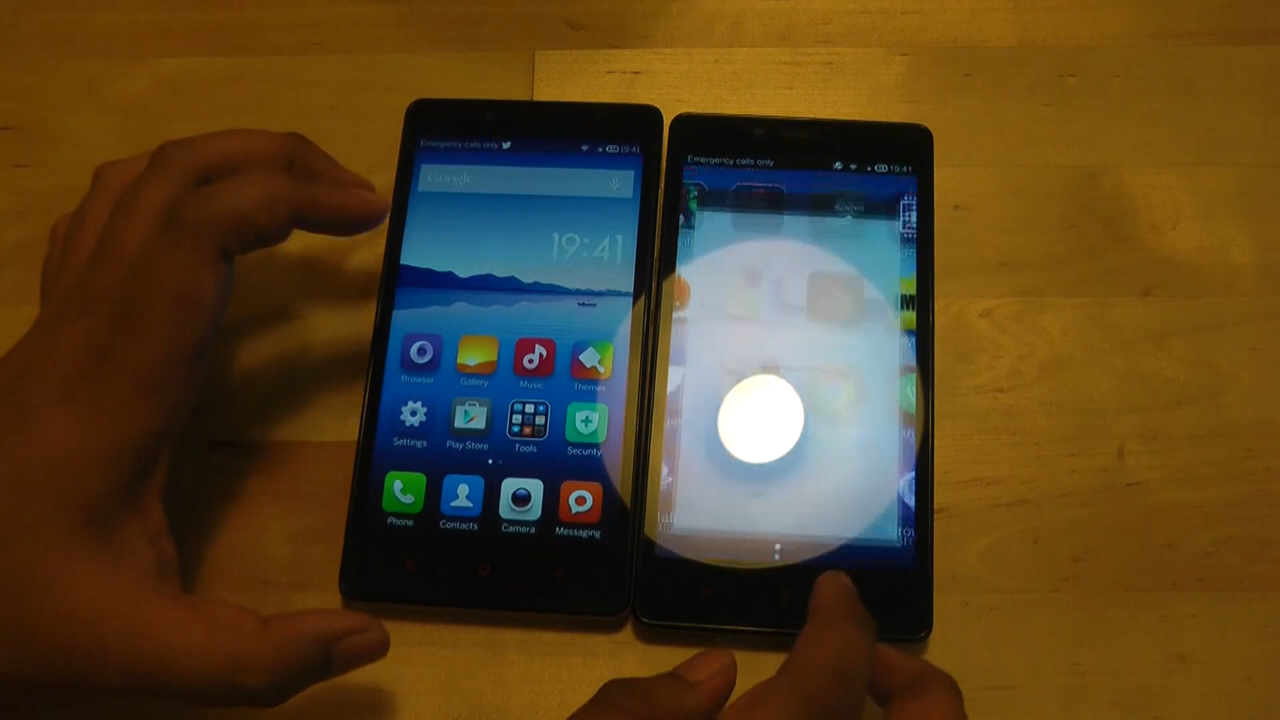 Emergency calls only 19:41
Google
19:41
Browser Gallery Music Themes
Settings Play Store Tools Security
Phone Contacts Camera Messaging
Emergency calls only 19:41